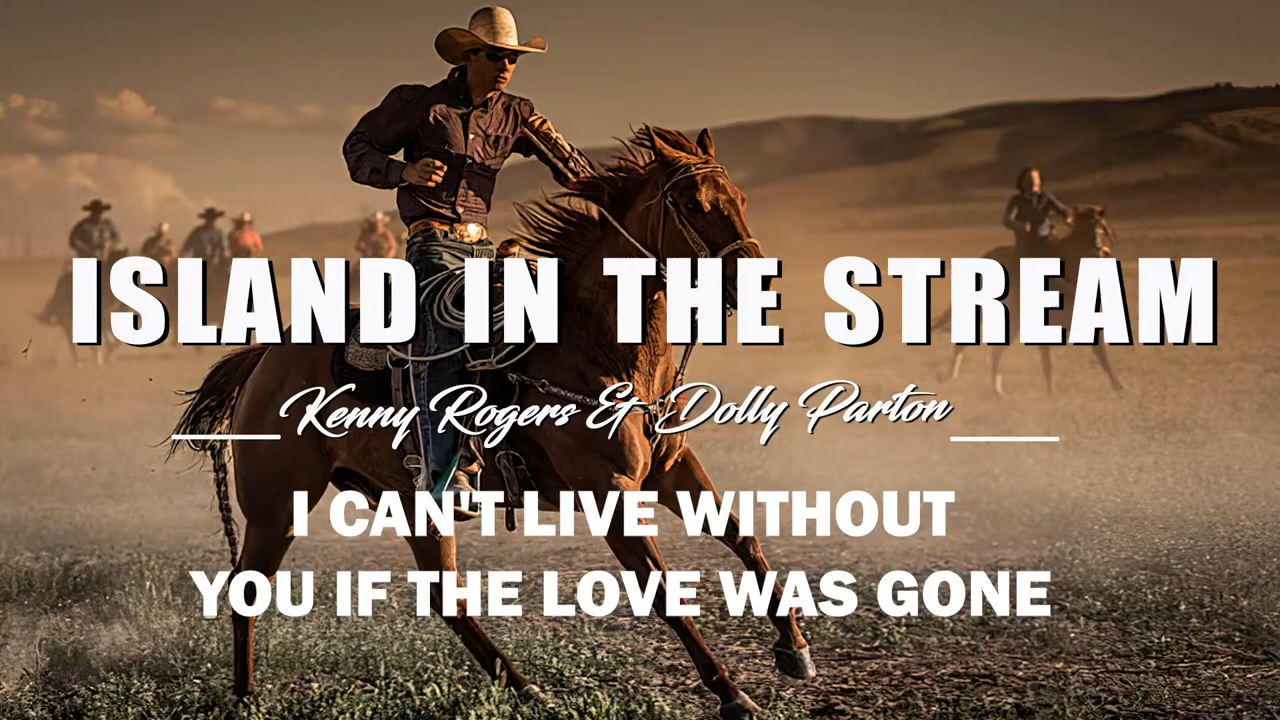 ISLAND IN THE STREAM
Kenny Rogers & Dolly Parton
I CAN'T LIVE WITHOUT
YOU IF THE LOVE WAS GONE